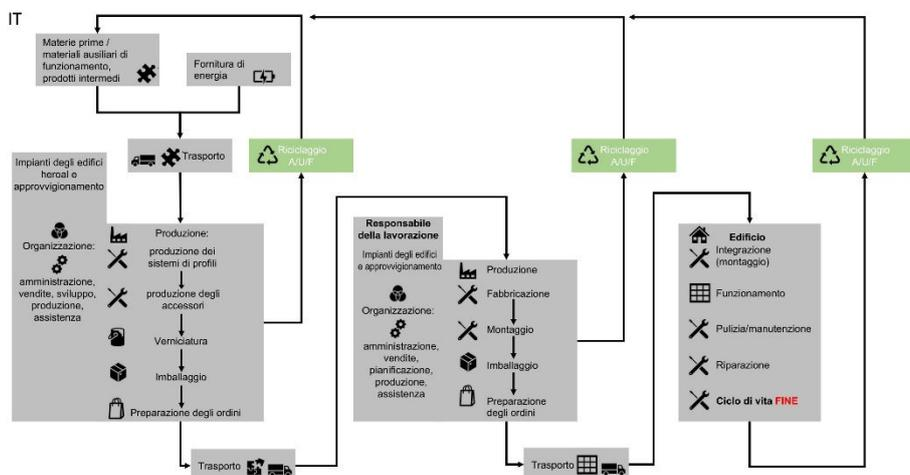 IT
Materie prime /
materiali ausiliari di
funzionamento,
prodotti intermedi
Fornitura di
energia
Trasporto
Riciclaggio
A/U/F
Riciclaggio
A/U/F
Riciclaggio
A/U/F
Impianti degli edifici
heroal e
approvvigionamento
Organizzazione:
amministrazione,
vendite, sviluppo,
produzione,
assistenza
Produzione:
produzione dei
sistemi di profili
produzione degli
accessori
Verniciatura
Imballaggio
Preparazione degli ordini
Trasporto
Responsabile
della lavorazione
Impianti degli edifici
e approvvigionamento
Organizzazione:
amministrazione,
vendite,
pianificazione,
produzione,
assistenza
Produzione
Fabbricazione
Montaggio
Imballaggio
Preparazione
degli ordini
Trasporto
Edificio
Integrazione
(montaggio)
Funzionamento
Pulizia/manutenzione
Riparazione
Ciclo di vita FINE